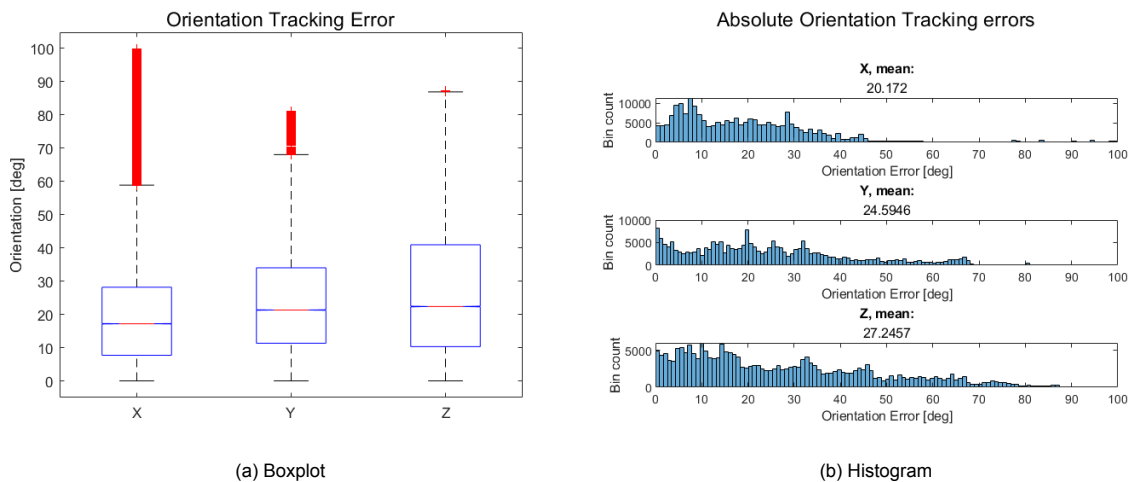 Orientation Tracking Error
100
90
80
70
60
50
40
30
20
10
0
Orientation [deg]
X
Y
Z
(a) Boxplot
Absolute Orientation Tracking errors
X, mean:
20.172
10000
5000
0
Bin count
0 10 20 30 40 50 60 70 80 90 100
Orientation Error [deg]
Y, mean:
24.5946
10000
5000
0
Bin count
0 10 20 30 40 50 60 70 80 90 100
Orientation Error [deg]
Z, mean:
27.2457
5000
0
Bin count
0 10 20 30 40 50 60 70 80 90 100
Orientation Error [deg]
(b) Histogram